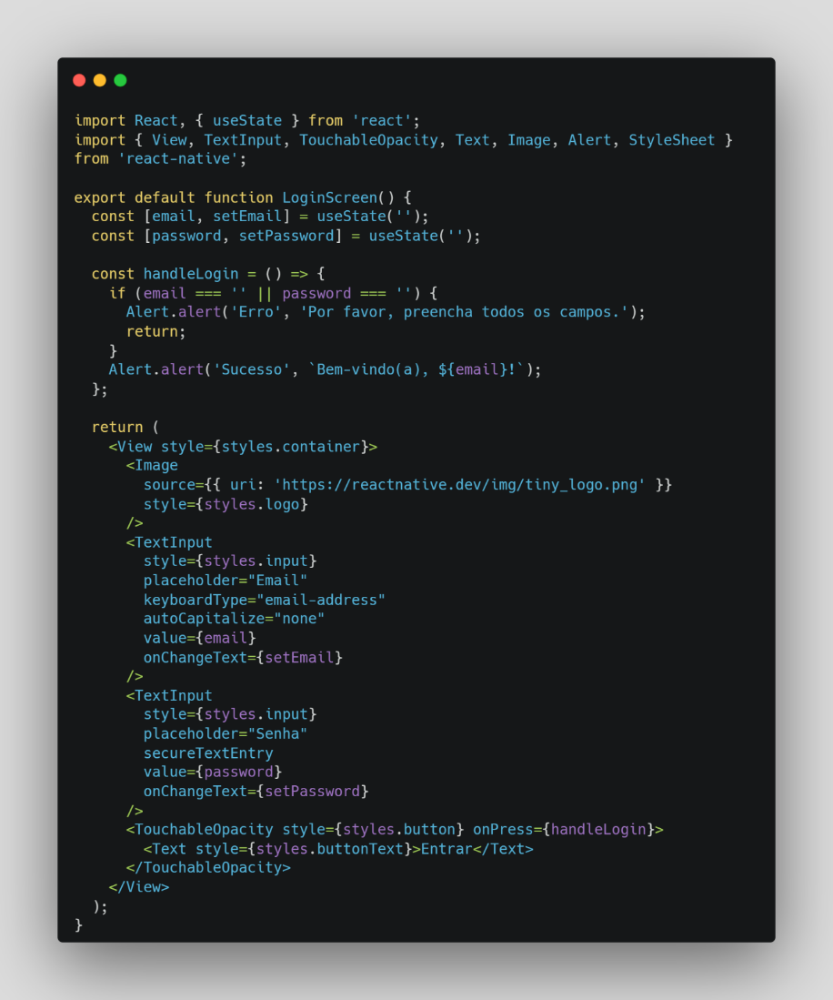 import React, { useState } from 'react';
import { View, TextInput, TouchableOpacity, Text, Image, Alert, StyleSheet }
from 'react-native';

export default function LoginScreen() {
  const [email, setEmail] = useState('');
  const [password, setPassword] = useState('');

  const handleLogin = () => {
    if (email === '' || password === '') {
      Alert.alert('Erro', 'Por favor, preencha todos os campos.');
      return;
    }
    Alert.alert('Sucesso', `Bem-vindo(a), ${email}!`);
  };

  return (
    <View style={styles.container}>
      <Image
        source={{ uri: 'https://reactnative.dev/img/tiny_logo.png' }}
        style={styles.logo}
      />
      <TextInput
        style={styles.input}
        placeholder="Email"
        keyboardType="email-address"
        autoCapitalize="none"
        value={email}
        onChangeText={setEmail}
      />
      <TextInput
        style={styles.input}
        placeholder="Senha"
        secureTextEntry
        value={password}
        onChangeText={setPassword}
      />
      <TouchableOpacity style={styles.button} onPress={handleLogin}>
        <Text style={styles.buttonText}>Entrar</Text>
      </TouchableOpacity>
    </View>
  );
}